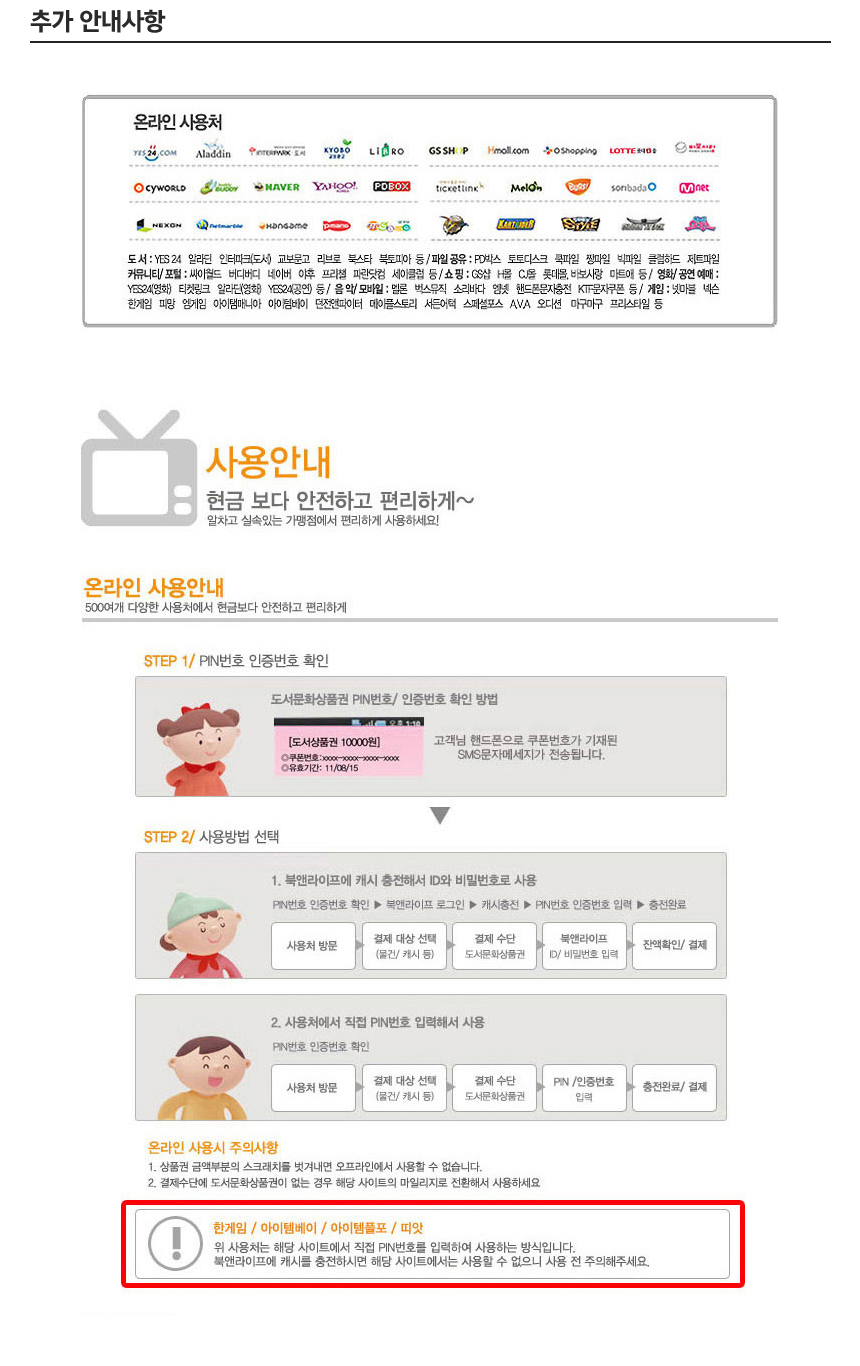 추가 안내사항
온라인 사용처
YES24.COM Aladdin INTERPARK 도서 KYOBO 교보문고 LIBRO GS SHOP Hmall.com O Shopping LOTTE
CYWORLD BUDDY NAVER YAHOO! PDBOX ticketlink MelOn BUGS! soribada Mnet
NEXON netmarble HANGAME pmang
도 서 : YES 24 알라딘 인터파크(도서) 교보문고 리브로 북스타 북토피아 등 / 파일 공유 : PD박스 토토디스크 쿡파일 짱파일 빅파일 클럽하드 제트파일
커뮤니티/ 포털 : 싸이월드 버디버디 네이버 야후 프리챌 파란닷컴 세이클럽 등 / 쇼 핑 : GS샵 H몰 CJ몰 롯데몰, 바보사랑 마트에 등 / 영화/ 공연 예매 :
YES24(영화) 티켓링크 알라딘(영화) YES24(공연) 등 / 음 악/ 모바일 : 멜론 벅스뮤직 소리바다 엠넷 핸드폰문자충전 KTF문자쿠폰 등 / 게임 : 넷마블 넥슨
한게임 피망 엠게임 아이템매니아 아이템베이 던전앤파이터 메이플스토리 서든어택 스페셜포스 A.V.A 오디션 마구마구 프리스타일 등
사용안내
현금 보다 안전하고 편리하게~
알차고 실속있는 가맹점에서 편리하게 사용하세요!
온라인 사용안내
500여개 다양한 사용처에서 현금보다 안전하고 편리하게
STEP 1/ PIN번호 인증번호 확인
도서문화상품권 PIN번호/ 인증번호 확인 방법
오후 1:10
[도서상품권 10000원]
◎쿠폰번호:xxxx-xxxx-xxxx-xxxx
◎유효기간: 11/08/15
고객님 핸드폰으로 쿠폰번호가 기재된
SMS문자메세지가 전송됩니다.
STEP 2/ 사용방법 선택
1. 북앤라이프에 캐시 충전해서 ID와 비밀번호로 사용
PIN번호 인증번호 확인 ▶ 북앤라이프 로그인 ▶ 캐시충전 ▶ PIN번호 인증번호 입력 ▶ 충전완료
사용처 방문 결제 대상 선택 결제 수단 북앤라이프 잔액확인/ 결제
(물건/ 캐시 등) 도서문화상품권 ID/ 비밀번호 입력
2. 사용처에서 직접 PIN번호 입력해서 사용
PIN번호 인증번호 확인
사용처 방문 결제 대상 선택 결제 수단 PIN /인증번호 충전완료/ 결제
(물건/ 캐시 등) 도서문화상품권 입력
온라인 사용시 주의사항
1. 상품권 금액부분의 스크래치를 벗겨내면 오프라인에서 사용할 수 없습니다.
2. 결제수단에 도서문화상품권이 없는 경우 해당 사이트의 마일리지로 전환해서 사용하세요
한게임 / 아이템베이 / 아이템플포 / 띠앗
위 사용처는 해당 사이트에서 직접 PIN번호를 입력하여 사용하는 방식입니다.
북앤라이프에 캐시를 충전하시면 해당 사이트에서는 사용할 수 없으니 사용 전 주의해주세요.